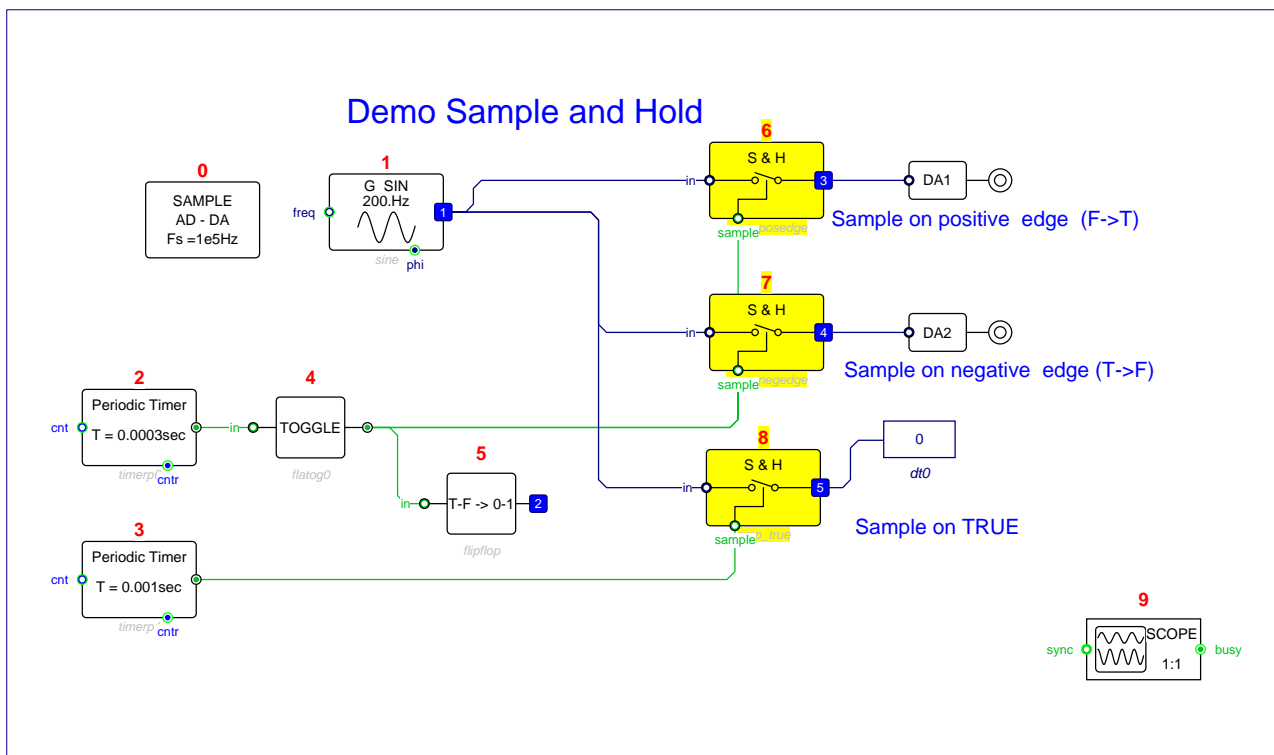 Demo Sample and Hold
0
SAMPLE
AD - DA
Fs =1e5Hz
1
G SIN
200.Hz
freq
1
sine
phi
6
S & H
in
3
sample
posedge
DA1
Sample on positive edge (F->T)
7
S & H
in
4
sample
negedge
DA2
Sample on negative edge (T->F)
2
Periodic Timer
cnt
T = 0.0003sec
cntr
4
in
TOGGLE
flatog0
5
in
T-F -> 0-1
2
flipflop
8
S & H
in
5
sample
0
dt0
Sample on TRUE
3
Periodic Timer
cnt
T = 0.001sec
cntr
9
SCOPE
sync
1:1
busy